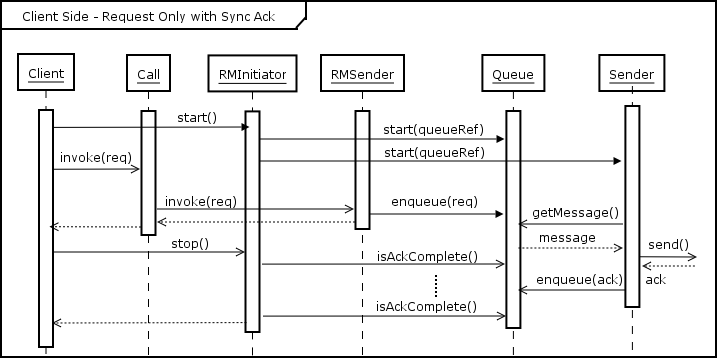 Client Side - Request Only with Sync Ack
Client
Call
RMInitiator
RMSender
Queue
Sender
start()
start(queueRef)
start(queueRef)
invoke(req)
invoke(req)
enqueue(req)
getMessage()
stop()
message
send()
isAckComplete()
enqueue(ack)
ack
isAckComplete()